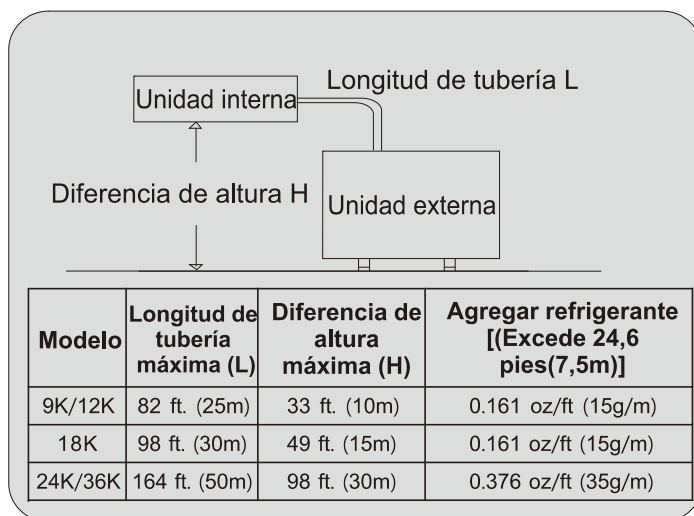 Longitud de tubería L
Unidad interna
Diferencia de altura H
Unidad externa
Modelo Longitud de tubería máxima (L) Diferencia de altura máxima (H) Agregar refrigerante [(Excede 24,6 pies(7,5m)]
9K/12K 82 ft. (25m) 33 ft. (10m) 0.161 oz/ft (15g/m)
18K 98 ft. (30m) 49 ft. (15m) 0.161 oz/ft (15g/m)
24K/36K 164 ft. (50m) 98 ft. (30m) 0.376 oz/ft (35g/m)